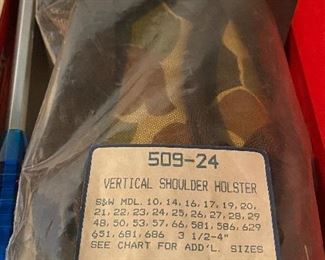 509-24
VERTICAL SHOULDER HOLSTER
S&W MDL. 10, 14, 16, 17, 19, 20,
21, 22, 23, 24, 25, 26, 27, 28, 29
48, 50, 53, 57, 66, 581, 586, 629
651, 681, 686  3 1/2-4"
SEE CHART FOR ADD'L. SIZES